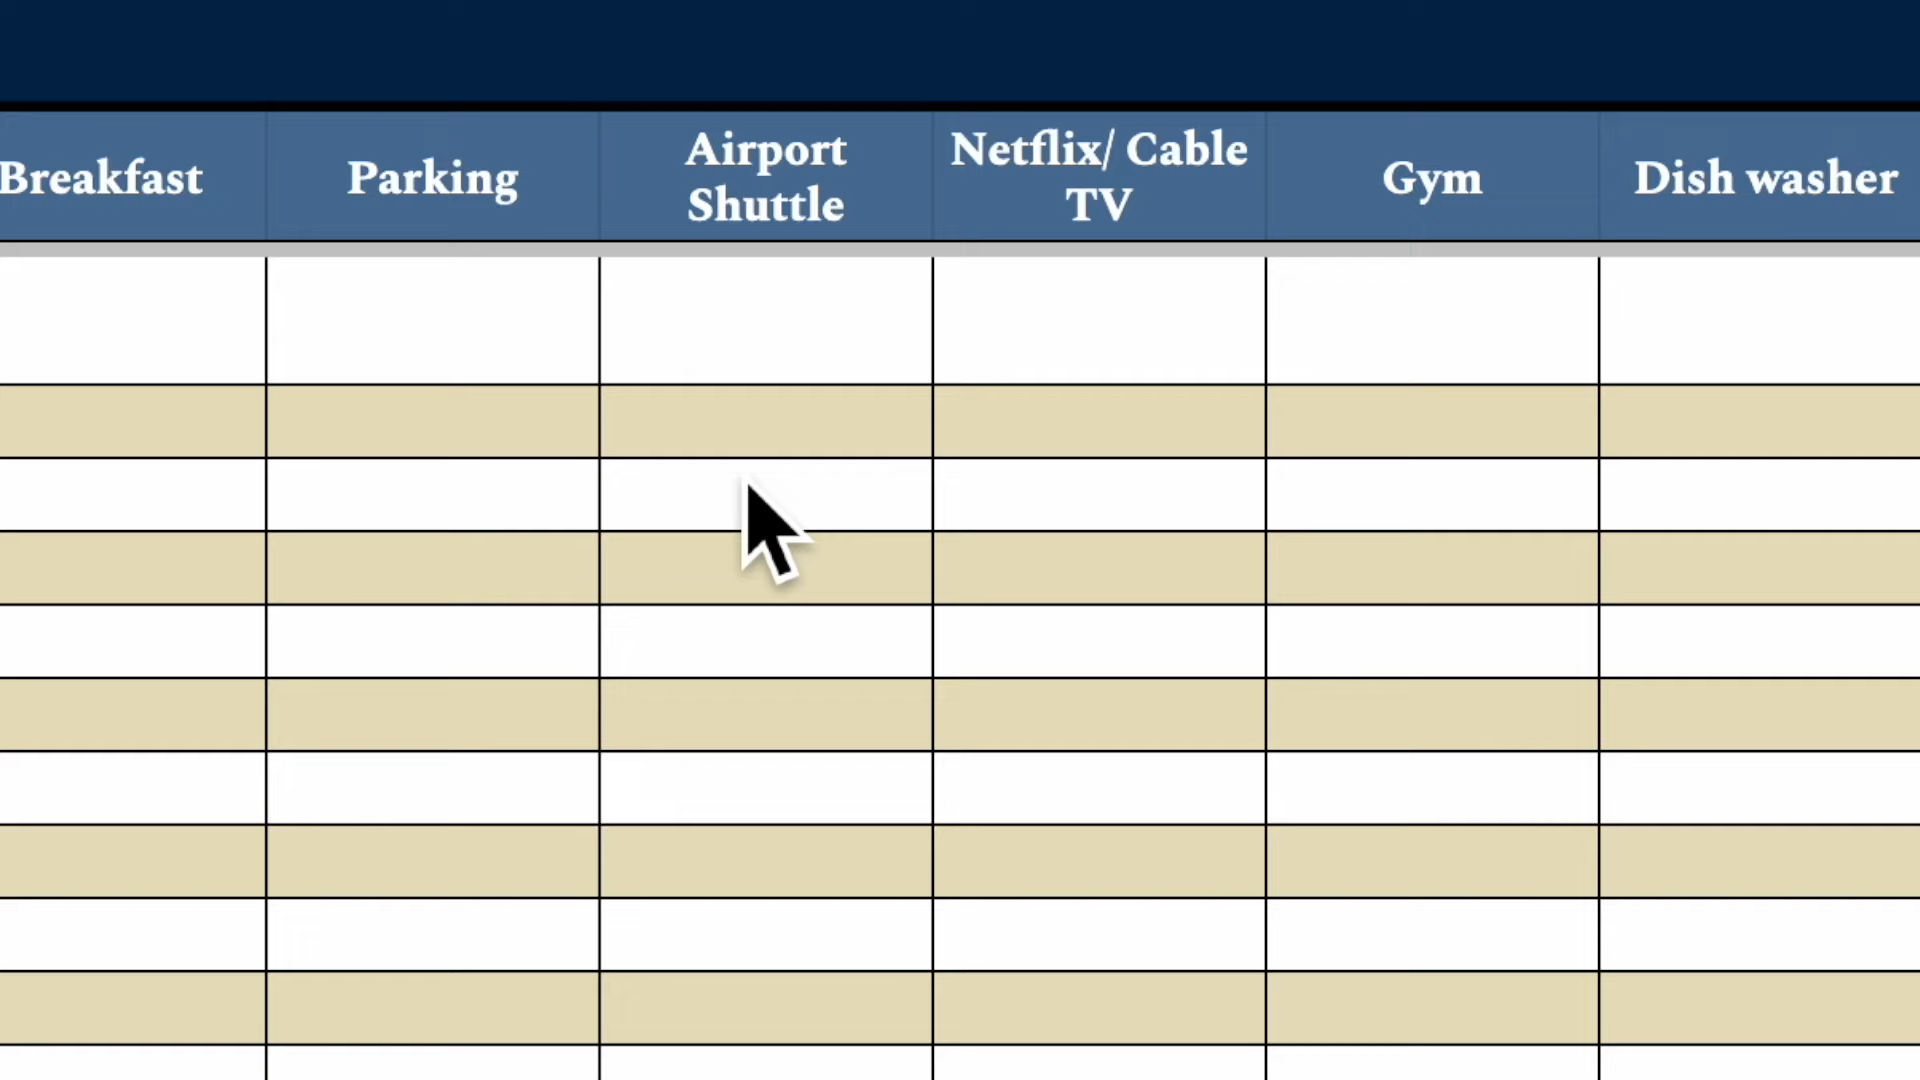 Breakfast
Parking
Airport
Shuttle
Netflix/ Cable
TV
Gym
Dish washer